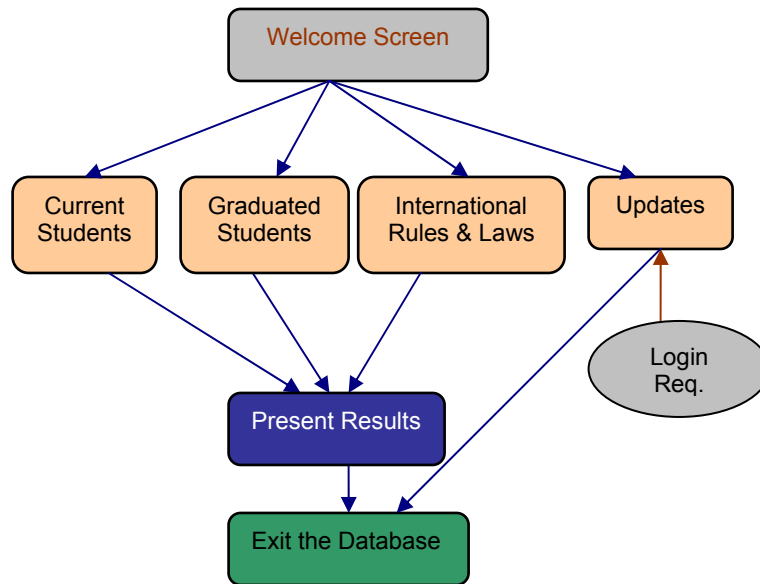 Welcome Screen
Current
Students
Graduated
Students
International
Rules & Laws
Updates
Login
Req.
Present Results
Exit the Database